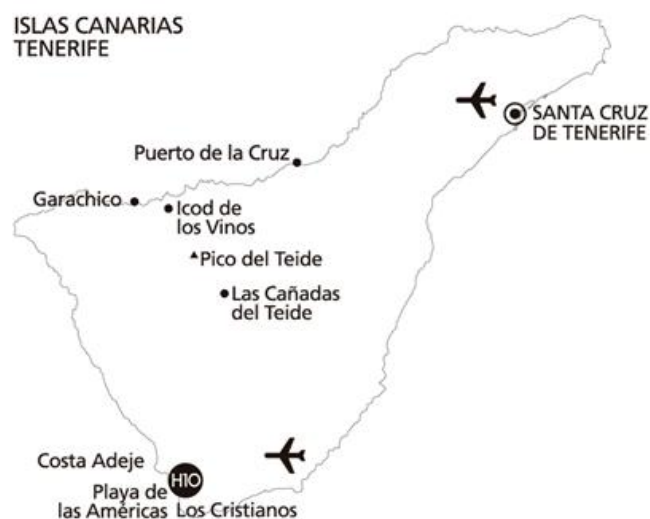 ISLAS CANARIAS
TENERIFE
SANTA CRUZ
DE TENERIFE
Puerto de la Cruz
Garachico
Icod de
los Vinos
Pico del Teide
Las Cañadas
del Teide
Costa Adeje
H10
Playa de
las Américas
Los Cristianos